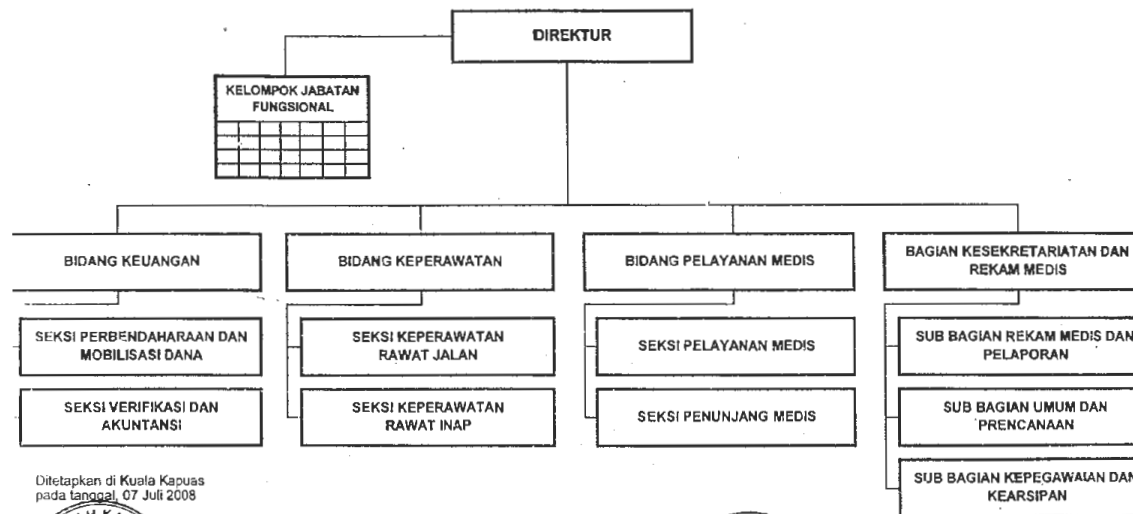 DIREKTUR
KELOMPOK JABATAN
FUNGSIONAL
BIDANG KEUANGAN
BIDANG KEPERAWATAN
BIDANG PELAYANAN MEDIS
BAGIAN KESEKRETARIATAN DAN
REKAM MEDIS
SEKSI PERBENDAHARAAN DAN
MOBILISASI DANA
SEKSI KEPERAWATAN
RAWAT JALAN
SEKSI PELAYANAN MEDIS
SUB BAGIAN REKAM MEDIS DAN
PELAPORAN
SEKSI VERIFIKASI DAN
AKUNTANSI
SEKSI KEPERAWATAN
RAWAT INAP
SEKSI PENUNJANG MEDIS
SUB BAGIAN UMUM DAN
PRENCANAAN
SUB BAGIAN KEPEGAWAIAN DAN
KEARSIPAN
Ditetapkan di Kuala Kapuas
pada tanggal, 07 Juli 2008